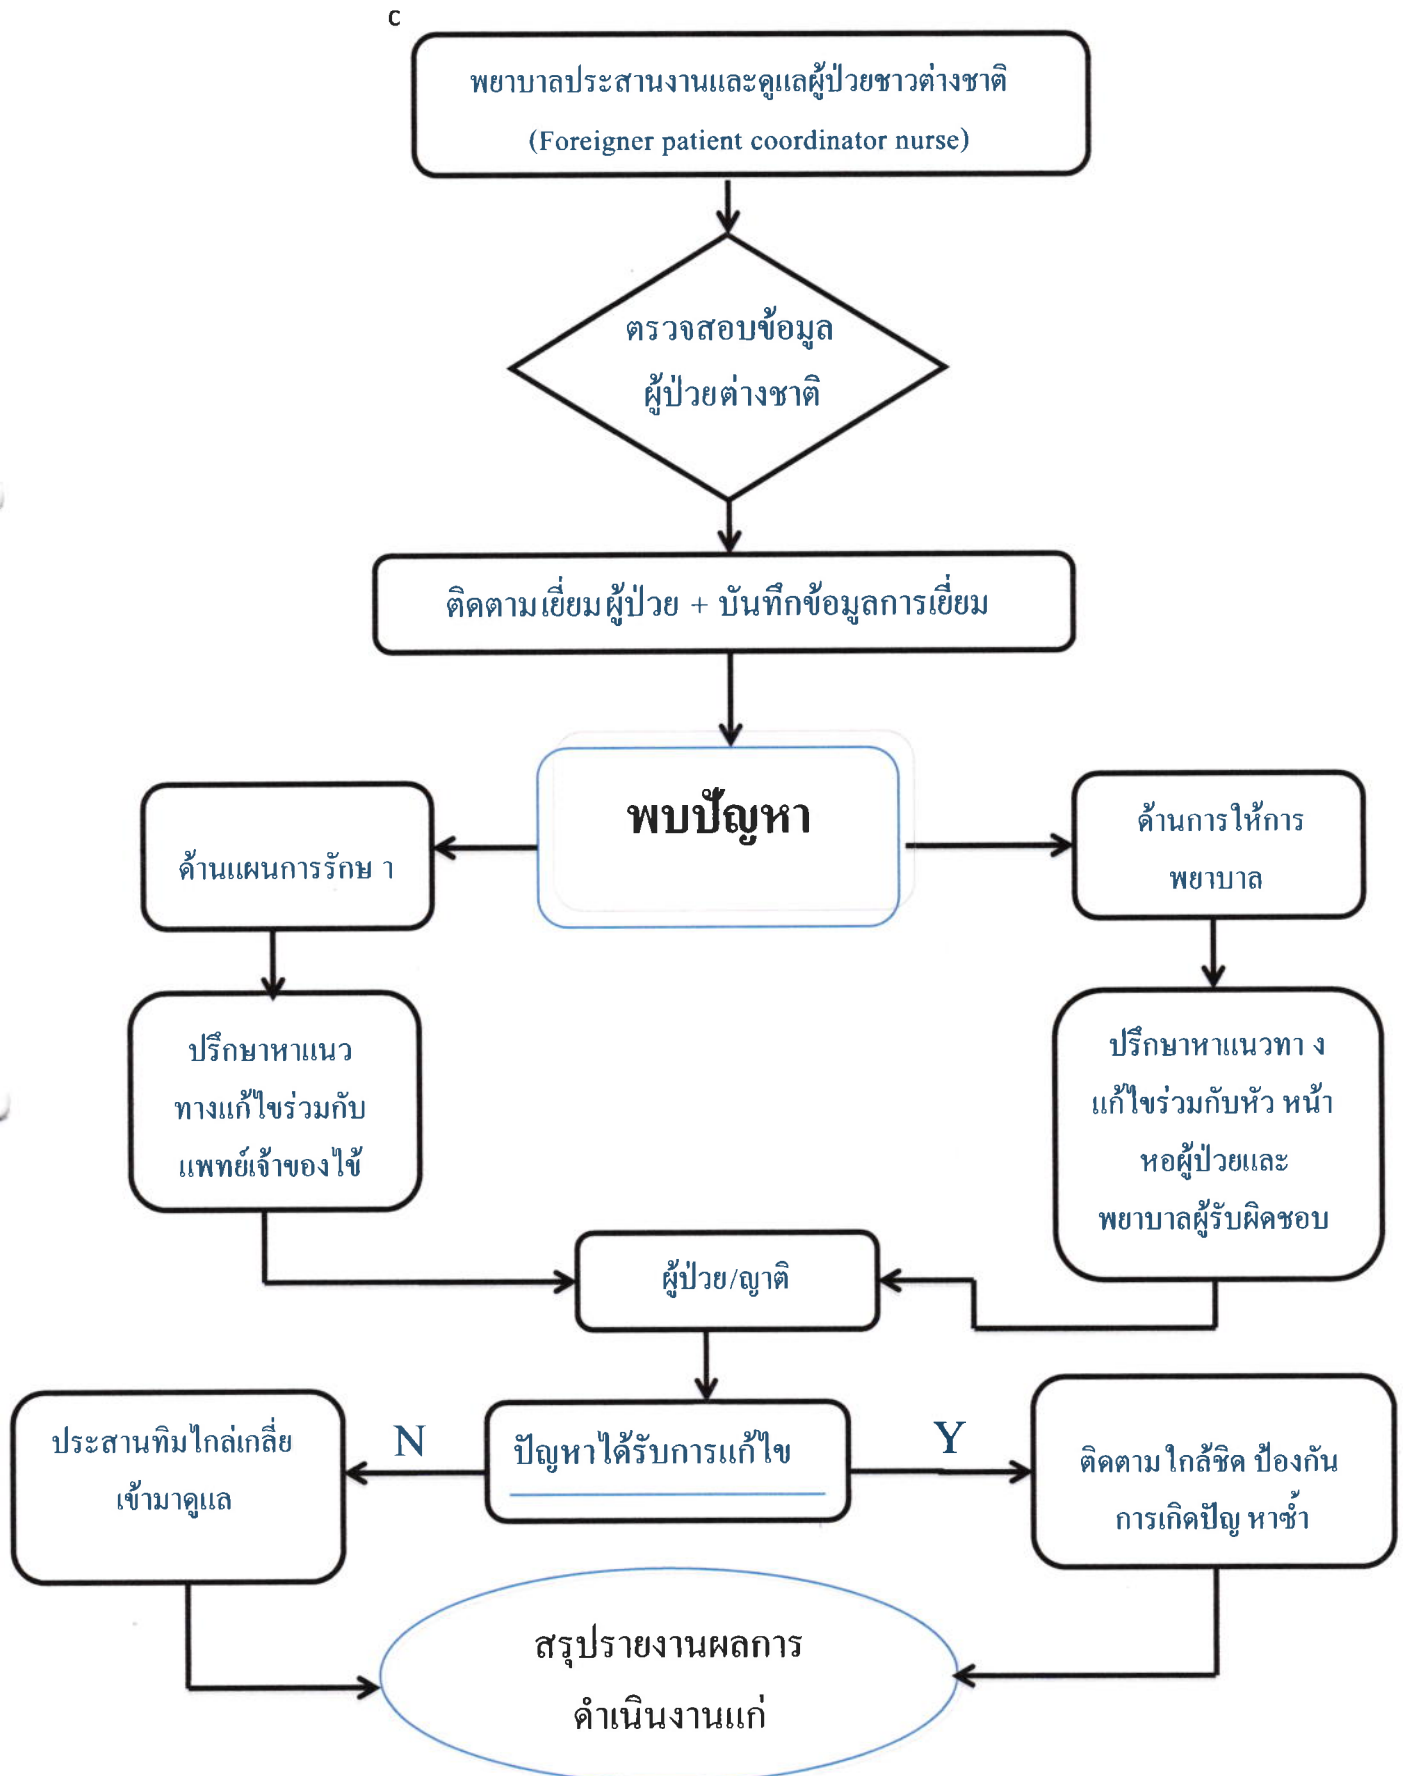 c
พยาบาลประสานงานและดูแลผู้ป่วยชาวต่างชาติ
(Foreigner patient coordinator nurse)
ตรวจสอบข้อมูล
ผู้ป่วยต่างชาติ
ติดตามเยี่ยมผู้ป่วย + บันทึกข้อมูลการเยี่ยม
พบปัญหา
ด้านแผนการรักษ า
ด้านการให้การ
พยาบาล
ปรึกษาหาแนว
ทางแก้ไขร่วมกับ
แพทย์เจ้าของไข้
ปรึกษาหาแนวทา ง
แก้ไขร่วมกับหัว หน้า
หอผู้ป่วยและ
พยาบาลผู้รับผิดชอบ
ผู้ป่วย/ญาติ
ประสานทีมไกล่เกลี่ย
เข้ามาดูแล
N
ปัญหาได้รับการแก้ไข
Y
ติดตามใกล้ชิด ป้องกัน
การเกิดปัญ หาซ้ำ
สรุปรายงานผลการ
ดำเนินงานแก่